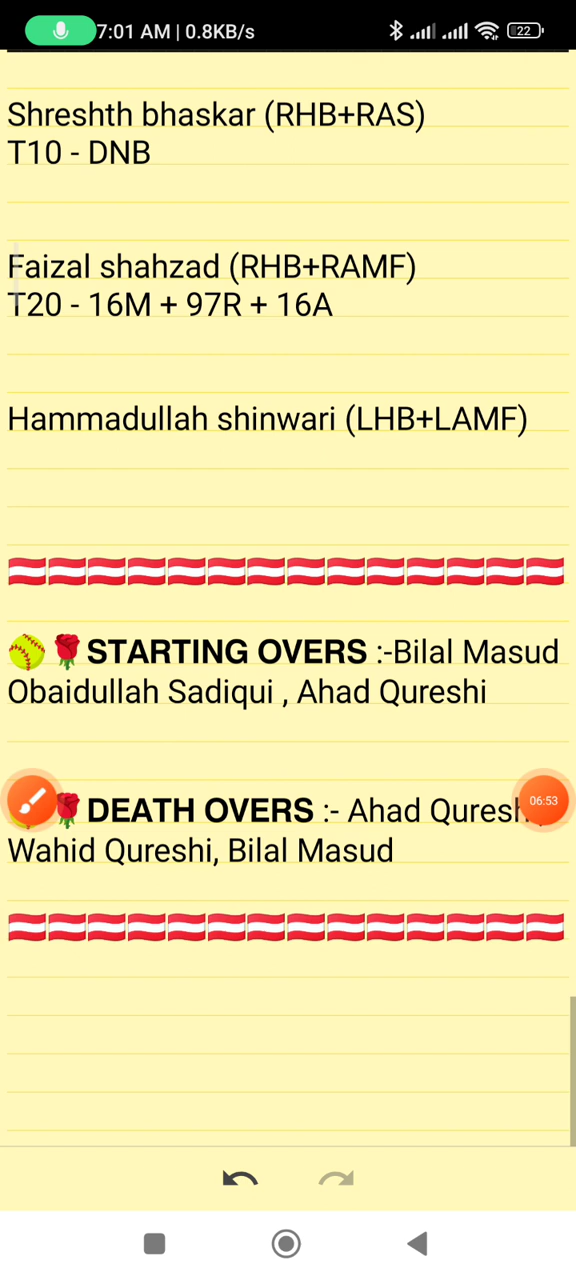 7:01 AM | 0.8KB/s
22
Shreshth bhaskar (RHB+RAS)
T10 - DNB
Faizal shahzad (RHB+RAMF)
T20 - 16M + 97R + 16A
Hammadullah shinwari (LHB+LAMF)
STARTING OVERS :-Bilal Masud
Obaidullah Sadiqui , Ahad Qureshi
DEATH OVERS :- Ahad
06:53
Wahid Qureshi, Bilal Masud